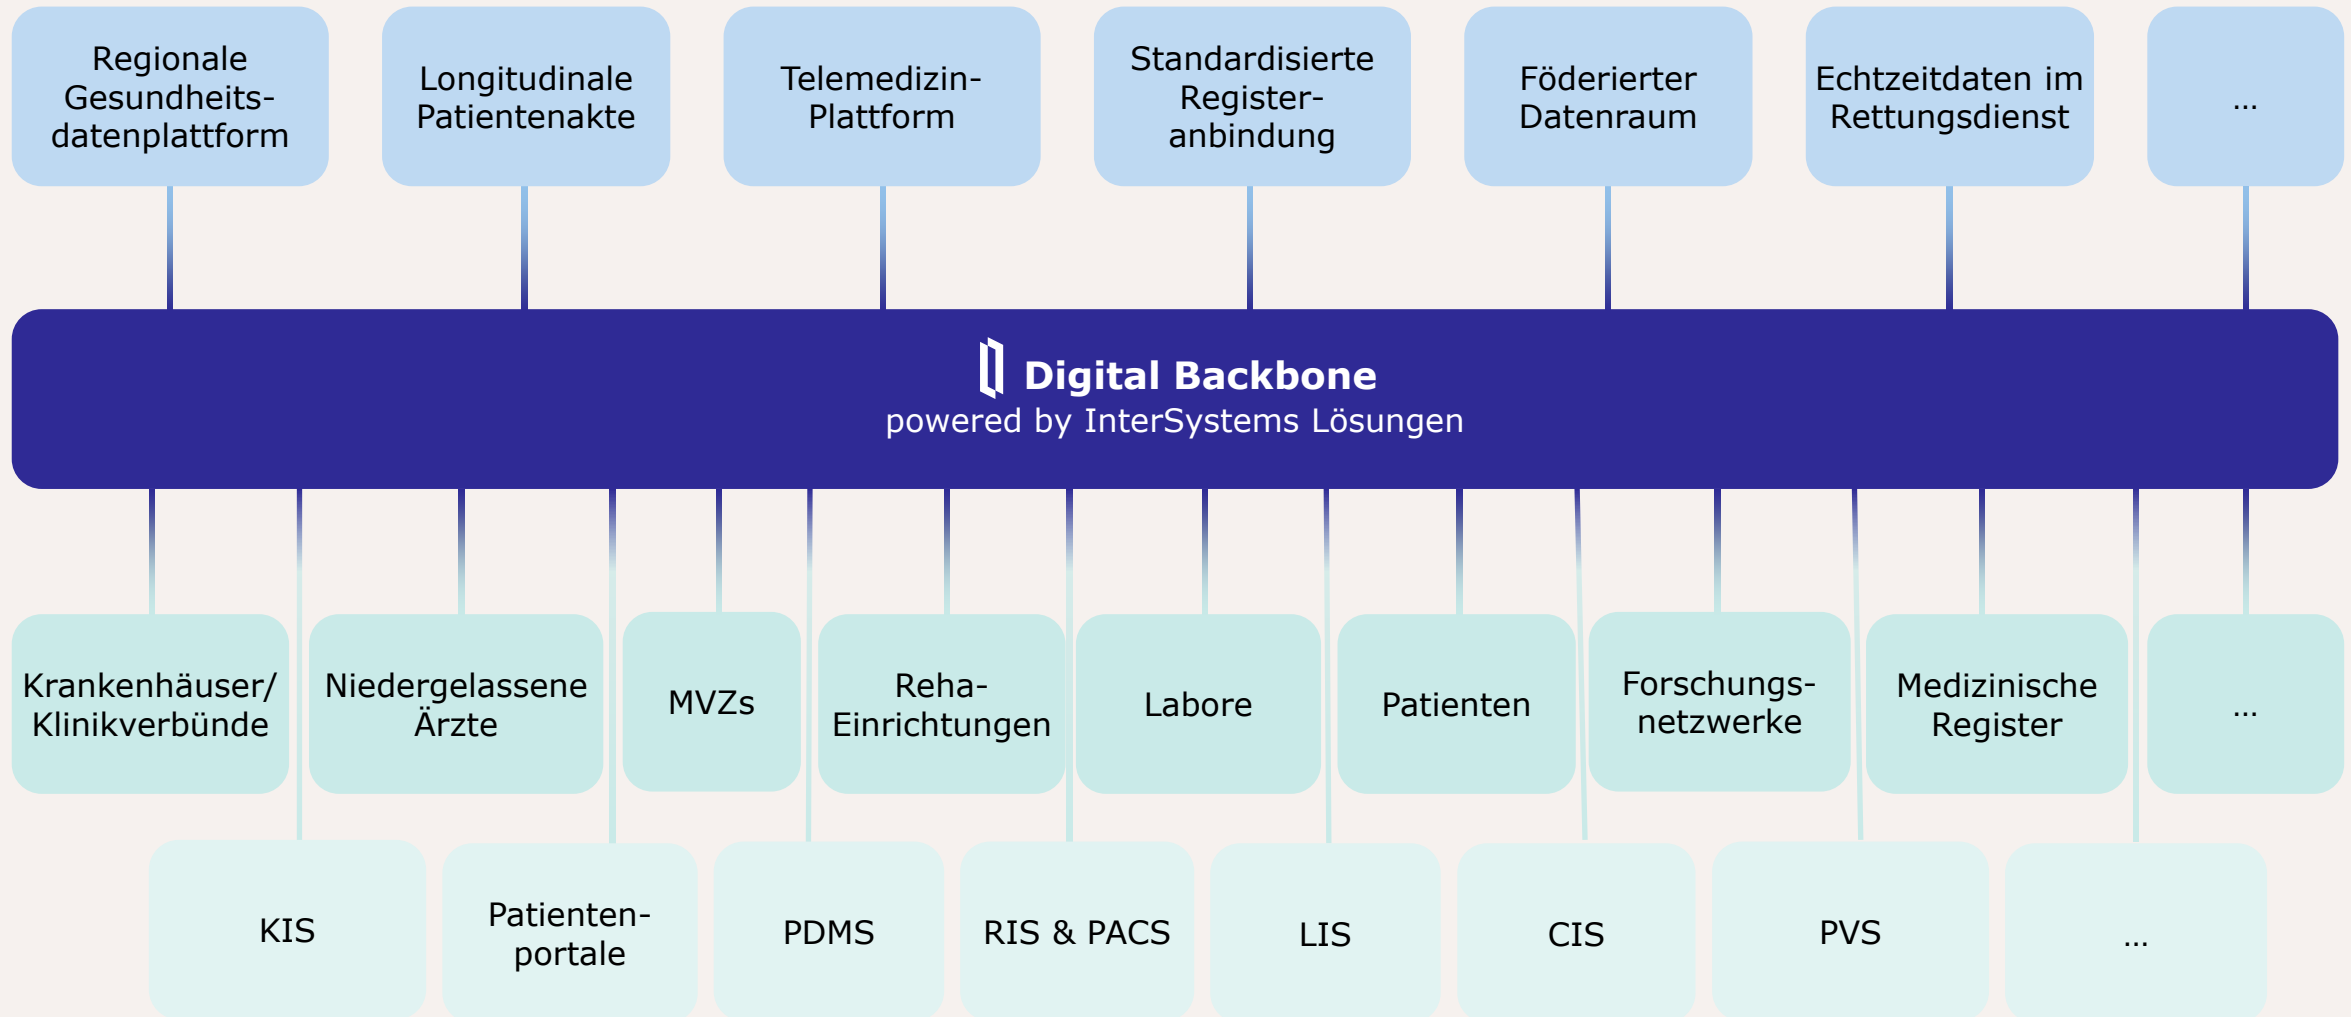 Regionale
Gesundheits-
datenplattform
Longitudinale
Patientenakte
Telemedizin-
Plattform
Standardisierte
Register-
anbindung
Föderierter
Datenraum
Echtzeitdaten im
Rettungsdienst
...
Digital Backbone
powered by InterSystems Lösungen
Krankenhäuser/
Klinikverbünde
Niedergelassene
Ärzte
MVZs
Reha-
Einrichtungen
Labore
Patienten
Forschungs-
netzwerke
Medizinische
Register
...
KIS
Patienten-
portale
PDMS
RIS & PACS
LIS
CIS
PVS
...